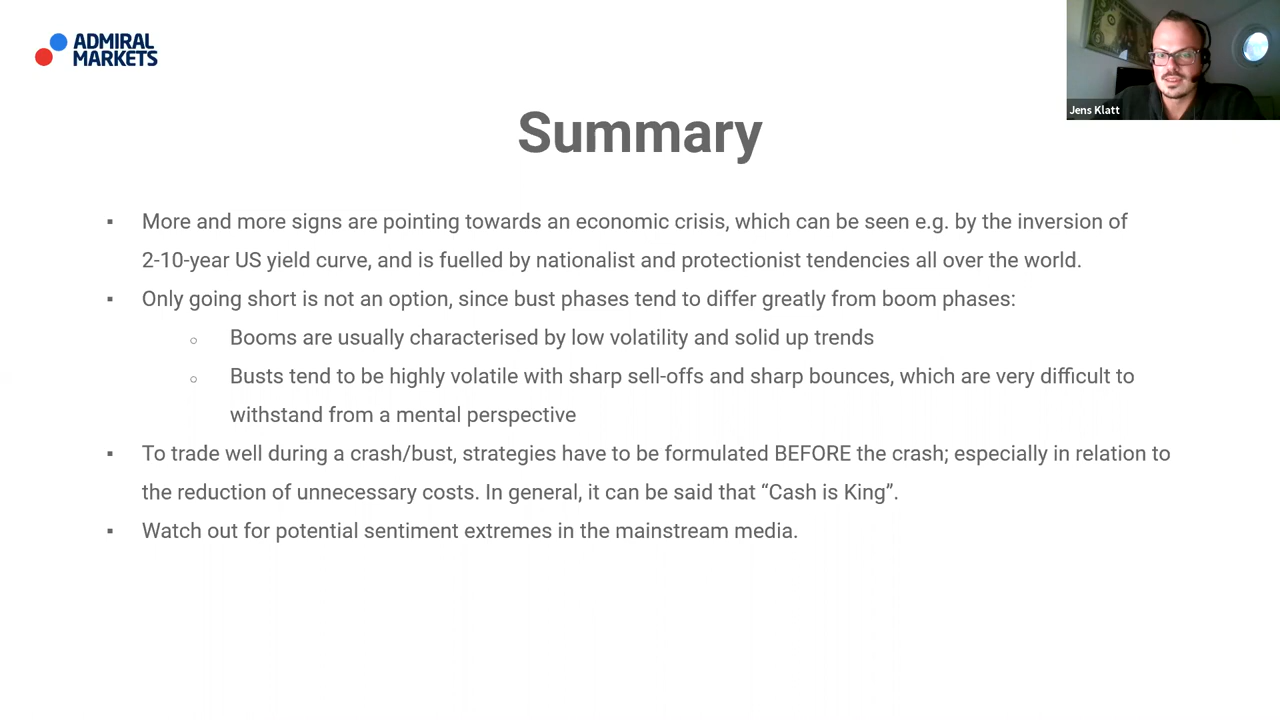 ADMIRAL
MARKETS
Jens Klatt
Summary
▪ More and more signs are pointing towards an economic crisis, which can be seen e.g. by the inversion of
2-10-year US yield curve, and is fuelled by nationalist and protectionist tendencies all over the world.
▪ Only going short is not an option, since bust phases tend to differ greatly from boom phases:
○ Booms are usually characterised by low volatility and solid up trends
○ Busts tend to be highly volatile with sharp sell-offs and sharp bounces, which are very difficult to
withstand from a mental perspective
▪ To trade well during a crash/bust, strategies have to be formulated BEFORE the crash; especially in relation to
the reduction of unnecessary costs. In general, it can be said that “Cash is King”.
▪ Watch out for potential sentiment extremes in the mainstream media.